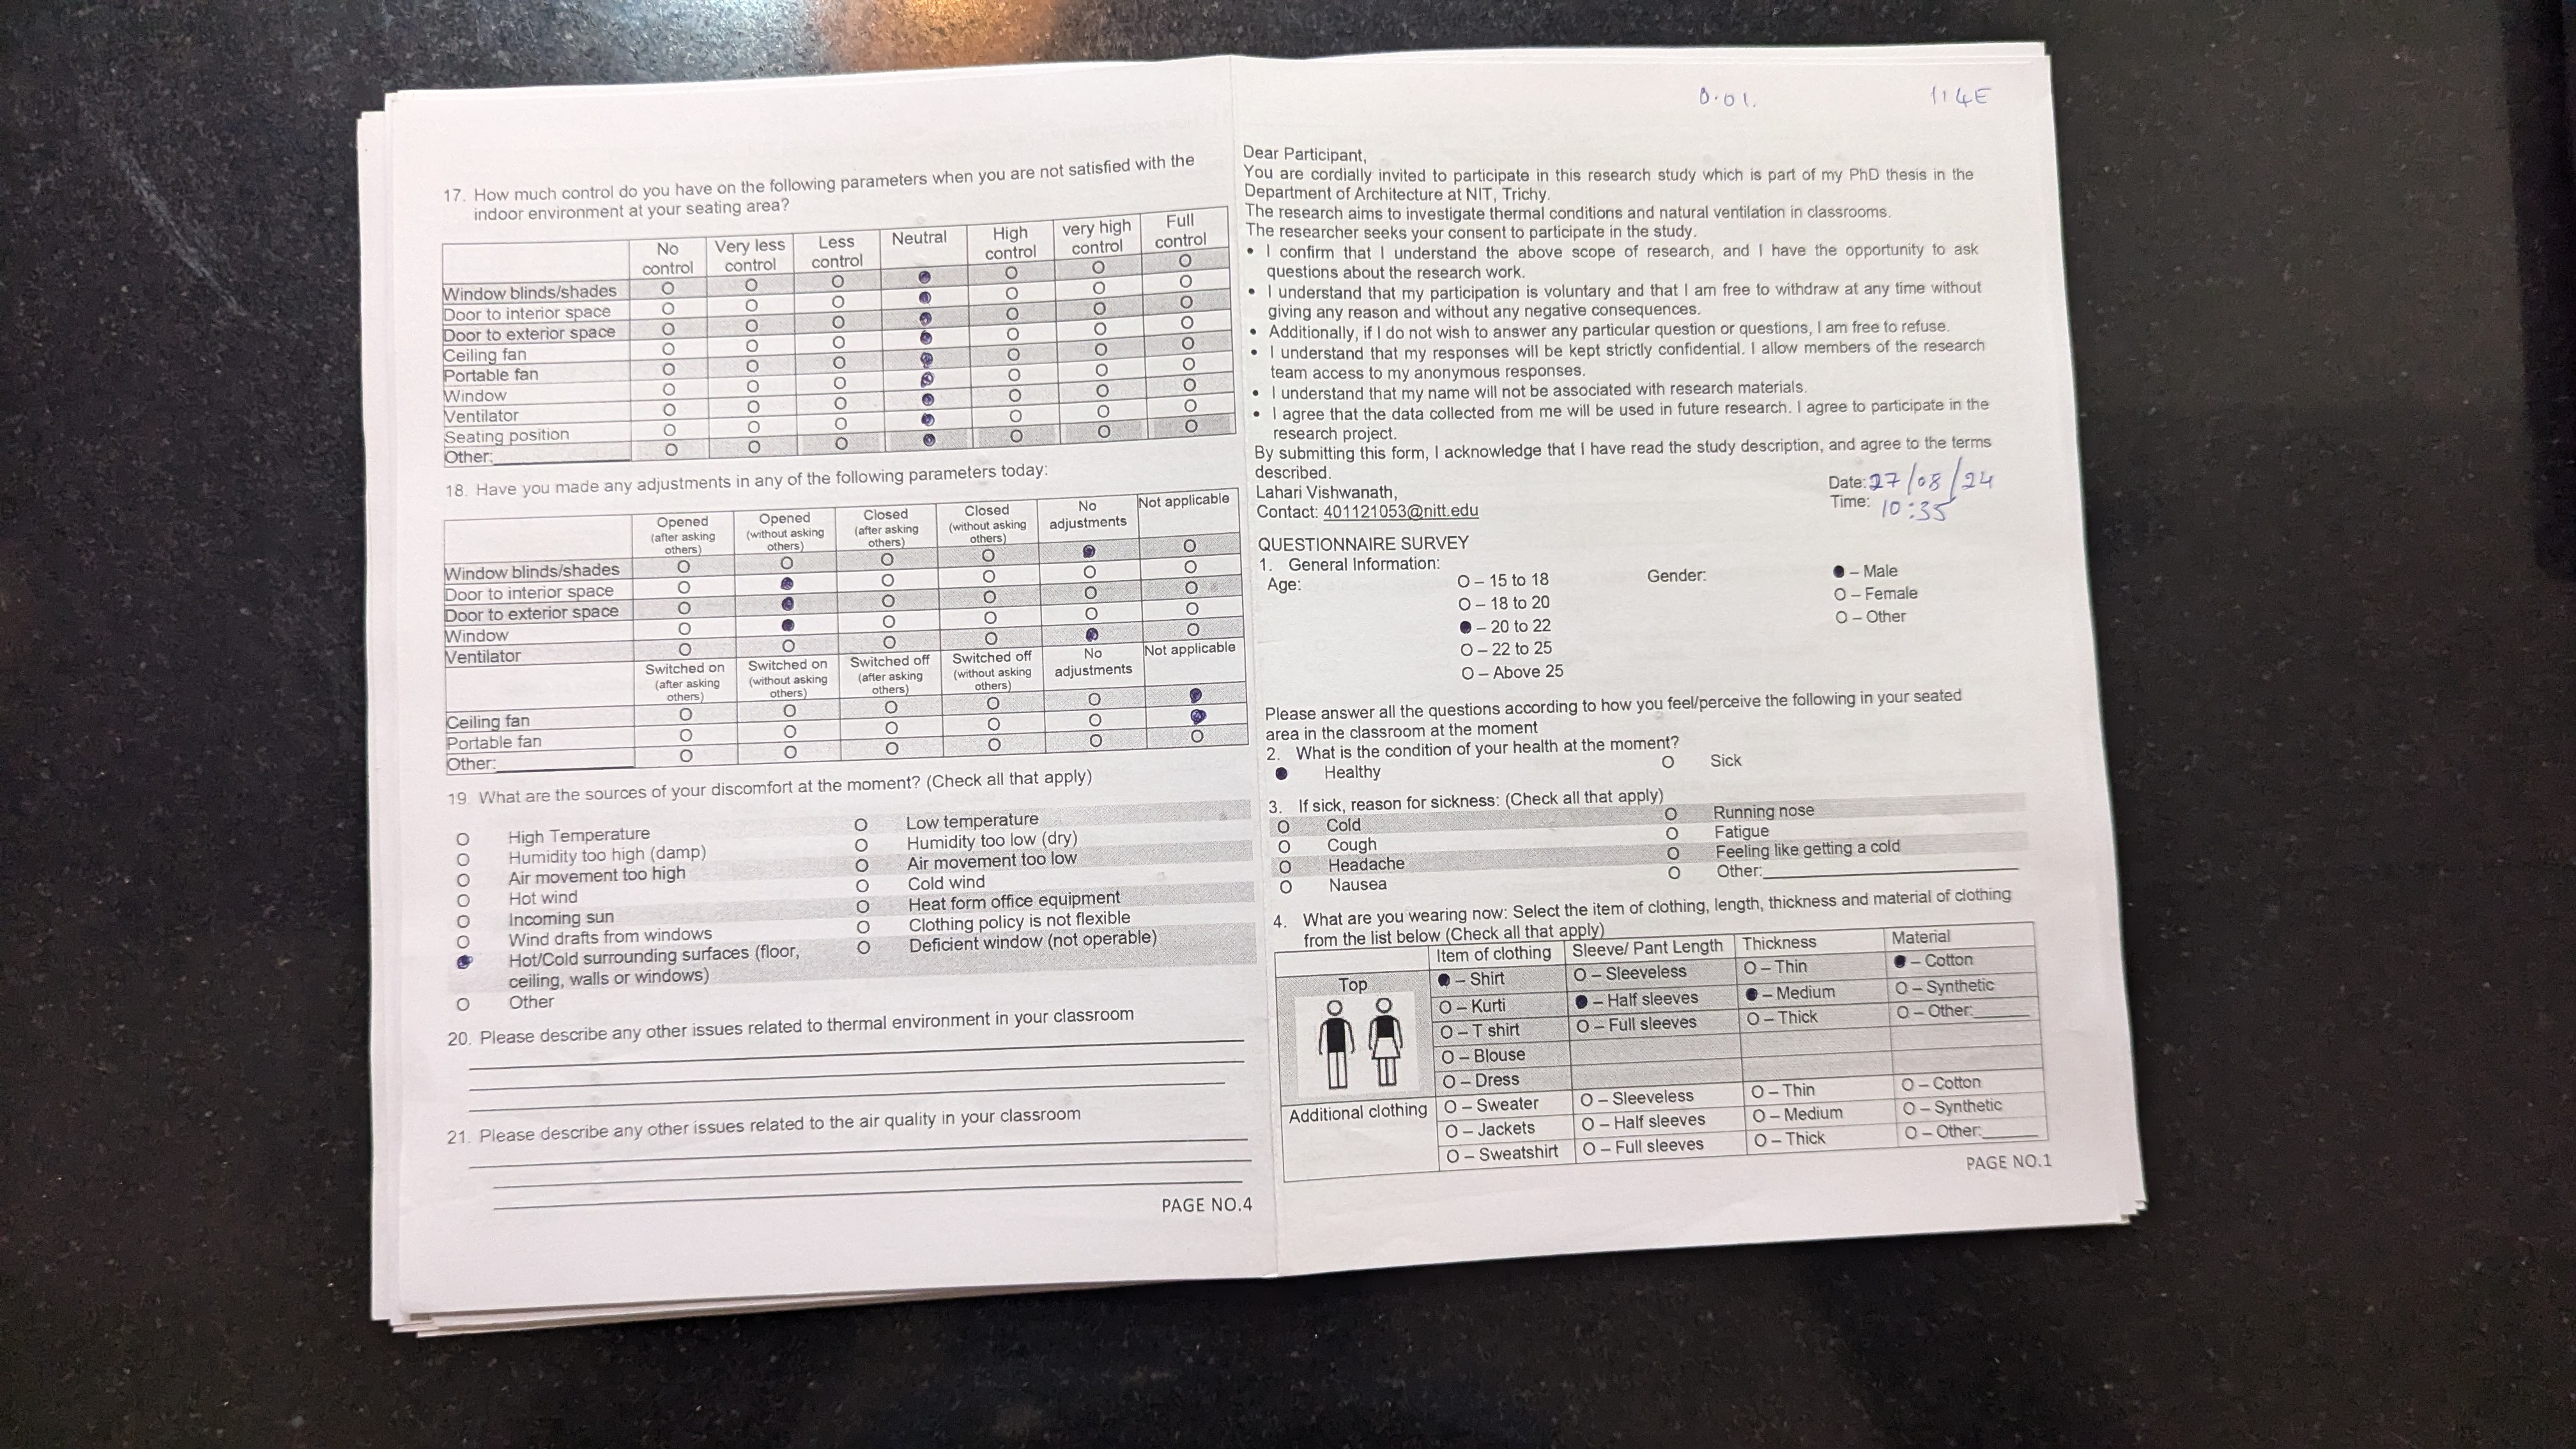 17. How much control do you have on the following parameters when you are not satisfied with the
indoor environment at your seating area?
No control Very less control Less control Neutral High control very high control Full control
Window blinds/shades O O O O O O
Door to interior space O O O O O O
Door to exterior space O O O O O O
Ceiling fan O O O O O O
Portable fan O O O O O O
Window O O O O O O
Ventilator O O O O O O
Seating position O O O O O O
Other: O O O O O O
18. Have you made any adjustments in any of the following parameters today:
Opened (after asking others) Opened (without asking others) Closed (after asking others) Closed (without asking others) No adjustments Not applicable
Window blinds/shades O O O O O
Door to interior space O O O O O
Door to exterior space O O O O O
Window O O O O O
Ventilator O O O O O
Switched on (after asking others) Switched on (without asking others) Switched off (after asking others) Switched off (without asking others) No adjustments Not applicable
Ceiling fan O O O O O
Portable fan O O O O O
Other: O O O O O O
19. What are the sources of your discomfort at the moment? (Check all that apply)
O High Temperature O Low temperature
O Humidity too high (damp) O Humidity too low (dry)
O Air movement too high O Air movement too low
O Hot wind O Cold wind
O Incoming sun O Heat form office equipment
O Wind drafts from windows O Clothing policy is not flexible
Hot/Cold surrounding surfaces (floor, O Deficient window (not operable)
ceiling, walls or windows)
O Other
20. Please describe any other issues related to thermal environment in your classroom
21. Please describe any other issues related to the air quality in your classroom
PAGE NO.4
0.01. 114E
Dear Participant,
You are cordially invited to participate in this research study which is part of my PhD thesis in the
Department of Architecture at NIT, Trichy.
The research aims to investigate thermal conditions and natural ventilation in classrooms.
The researcher seeks your consent to participate in the study.
• I confirm that I understand the above scope of research, and I have the opportunity to ask
questions about the research work.
• I understand that my participation is voluntary and that I am free to withdraw at any time without
giving any reason and without any negative consequences.
• Additionally, if I do not wish to answer any particular question or questions, I am free to refuse.
• I understand that my responses will be kept strictly confidential. I allow members of the research
team access to my anonymous responses.
• I understand that my name will not be associated with research materials.
• I agree that the data collected from me will be used in future research. I agree to participate in the
research project.
By submitting this form, I acknowledge that I have read the study description, and agree to the terms
described.
Lahari Vishwanath, Date: 27/08/24
Contact: 401121053@nitt.edu Time: 10:35
QUESTIONNAIRE SURVEY
1. General Information:
Age: O – 15 to 18 Gender: – Male
O – 18 to 20 O – Female
– 20 to 22 O – Other
O – 22 to 25
O – Above 25
Please answer all the questions according to how you feel/perceive the following in your seated
area in the classroom at the moment
2. What is the condition of your health at the moment?
Healthy O Sick
3. If sick, reason for sickness: (Check all that apply)
O Cold O Running nose
O Cough O Fatigue
O Headache O Feeling like getting a cold
O Nausea O Other:
4. What are you wearing now: Select the item of clothing, length, thickness and material of clothing
from the list below (Check all that apply)
Item of clothing Sleeve/ Pant Length Thickness Material
Top – Shirt O – Sleeveless O – Thin – Cotton
O – Kurti – Half sleeves – Medium O – Synthetic
O – T shirt O – Full sleeves O – Thick O – Other:
O – Blouse
O – Dress
Additional clothing O – Sweater O – Sleeveless O – Thin O – Cotton
O – Jackets O – Half sleeves O – Medium O – Synthetic
O – Sweatshirt O – Full sleeves O – Thick O – Other:
PAGE NO.1